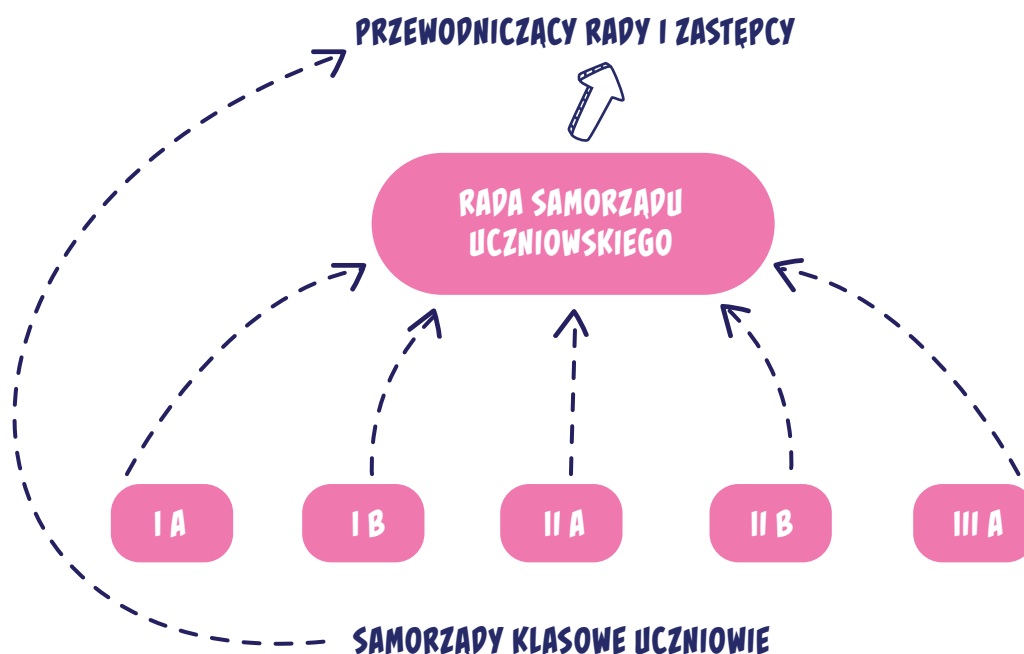 PRZEWODNICZĄCY RADY I ZASTĘPCY
RADA SAMORZĄDU
UCZNIOWSKIEGO
I A
I B
II A
II B
III A
SAMORZĄDY KLASOWE UCZNIOWIE